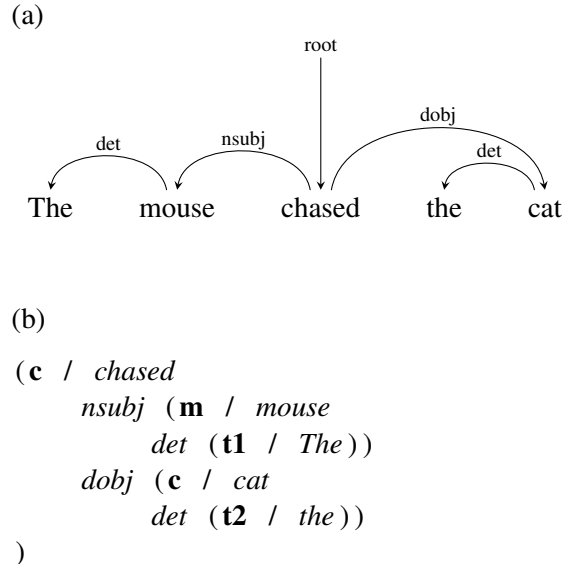 (a)
root
dobj
det nsubj det
The mouse chased the cat
(b)
(c / chased
nsubj (m / mouse
det (t1 / The))
dobj (c / cat
det (t2 / the))
)